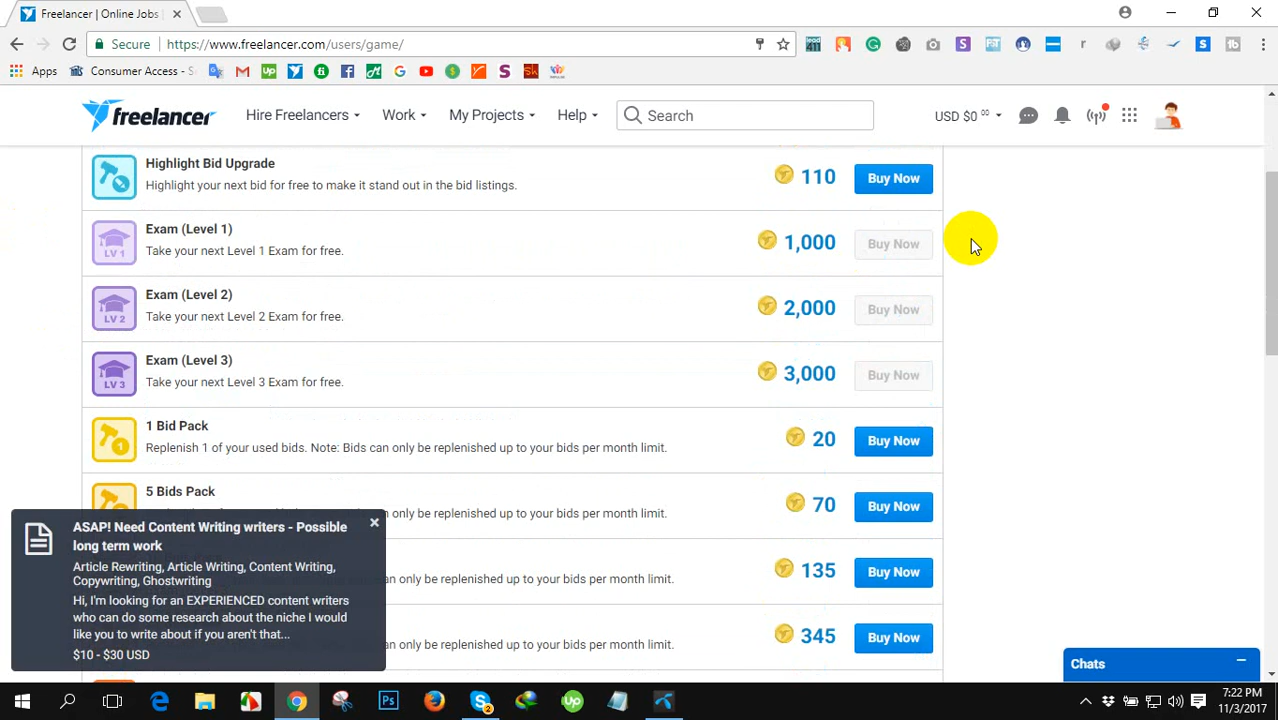 Freelancer | Online Jobs
Secure
https://www.freelancer.com/users/game/
Apps
Consumer Access - S
freelancer
Hire Freelancers
Work
My Projects
Help
Search
USD $0.00
Highlight Bid Upgrade
Highlight your next bid for free to make it stand out in the bid listings.
110
Buy Now
LV 1
Exam (Level 1)
Take your next Level 1 Exam for free.
1,000
Buy Now
LV 2
Exam (Level 2)
Take your next Level 2 Exam for free.
2,000
Buy Now
LV 3
Exam (Level 3)
Take your next Level 3 Exam for free.
3,000
Buy Now
1
1 Bid Pack
Replenish 1 of your used bids. Note: Bids can only be replenished up to your bids per month limit.
20
Buy Now
5 Bids Pack
can only be replenished up to your bids per month limit.
70
Buy Now
can only be replenished up to your bids per month limit.
135
Buy Now
can only be replenished up to your bids per month limit.
345
Buy Now
ASAP! Need Content Writing writers - Possible
long term work
Article Rewriting, Article Writing, Content Writing,
Copywriting, Ghostwriting
Hi, I'm looking for an EXPERIENCED content writers
who can do some research about the niche I would
like you to write about if you aren't that...
$10 - $30 USD
Chats
7:22 PM
11/3/2017